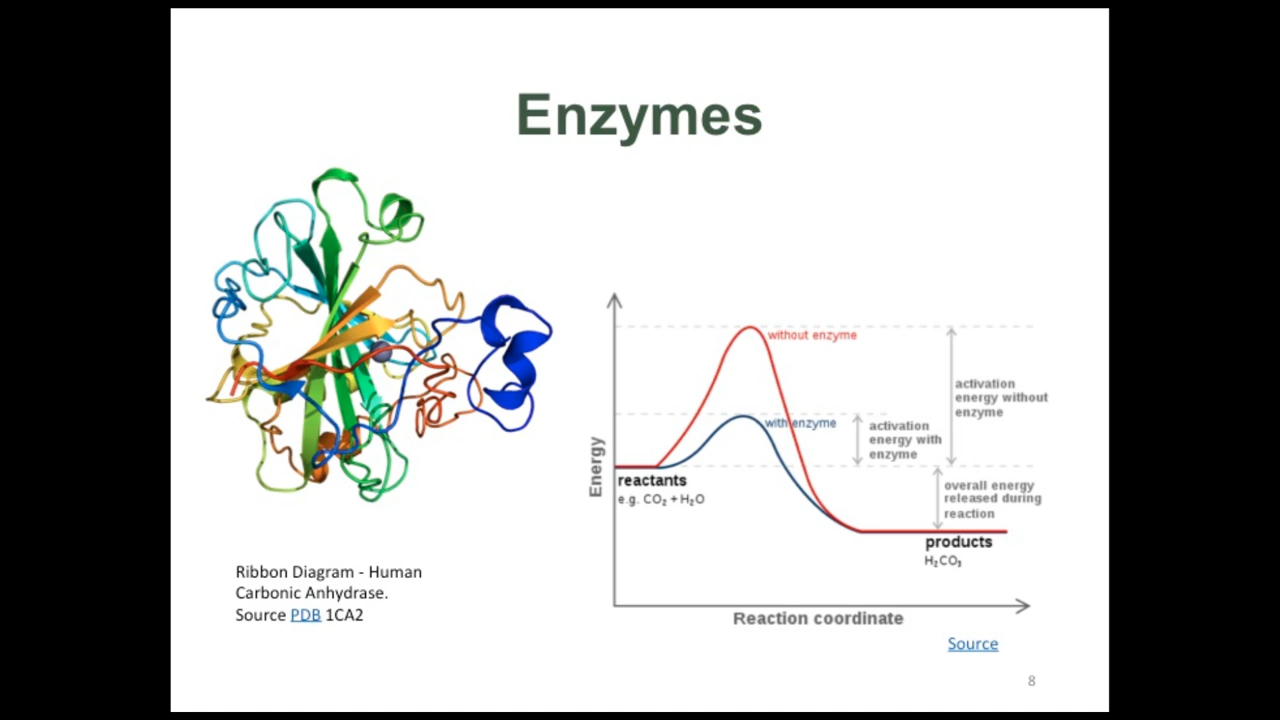 Enzymes
Ribbon Diagram - Human
Carbonic Anhydrase.
Source PDB 1CA2
Energy
without enzyme
with enzyme
activation
energy without
enzyme
activation
energy with
enzyme
reactants
e.g. CO₂ + H₂O
overall energy
released during
reaction
products
H₂CO₃
Reaction coordinate
Source
8